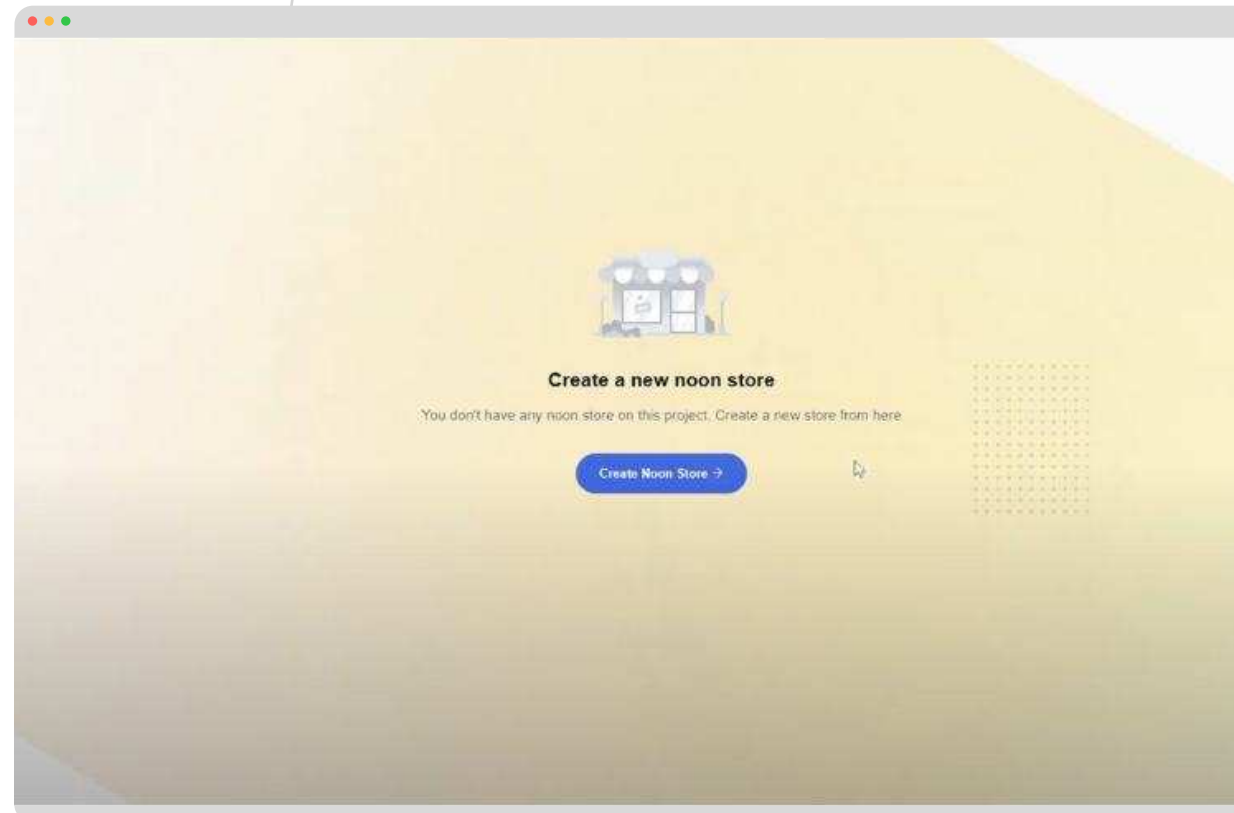 Create a new noon store
You don't have any noon store on this project. Create a new store from here
Create Noon Store →